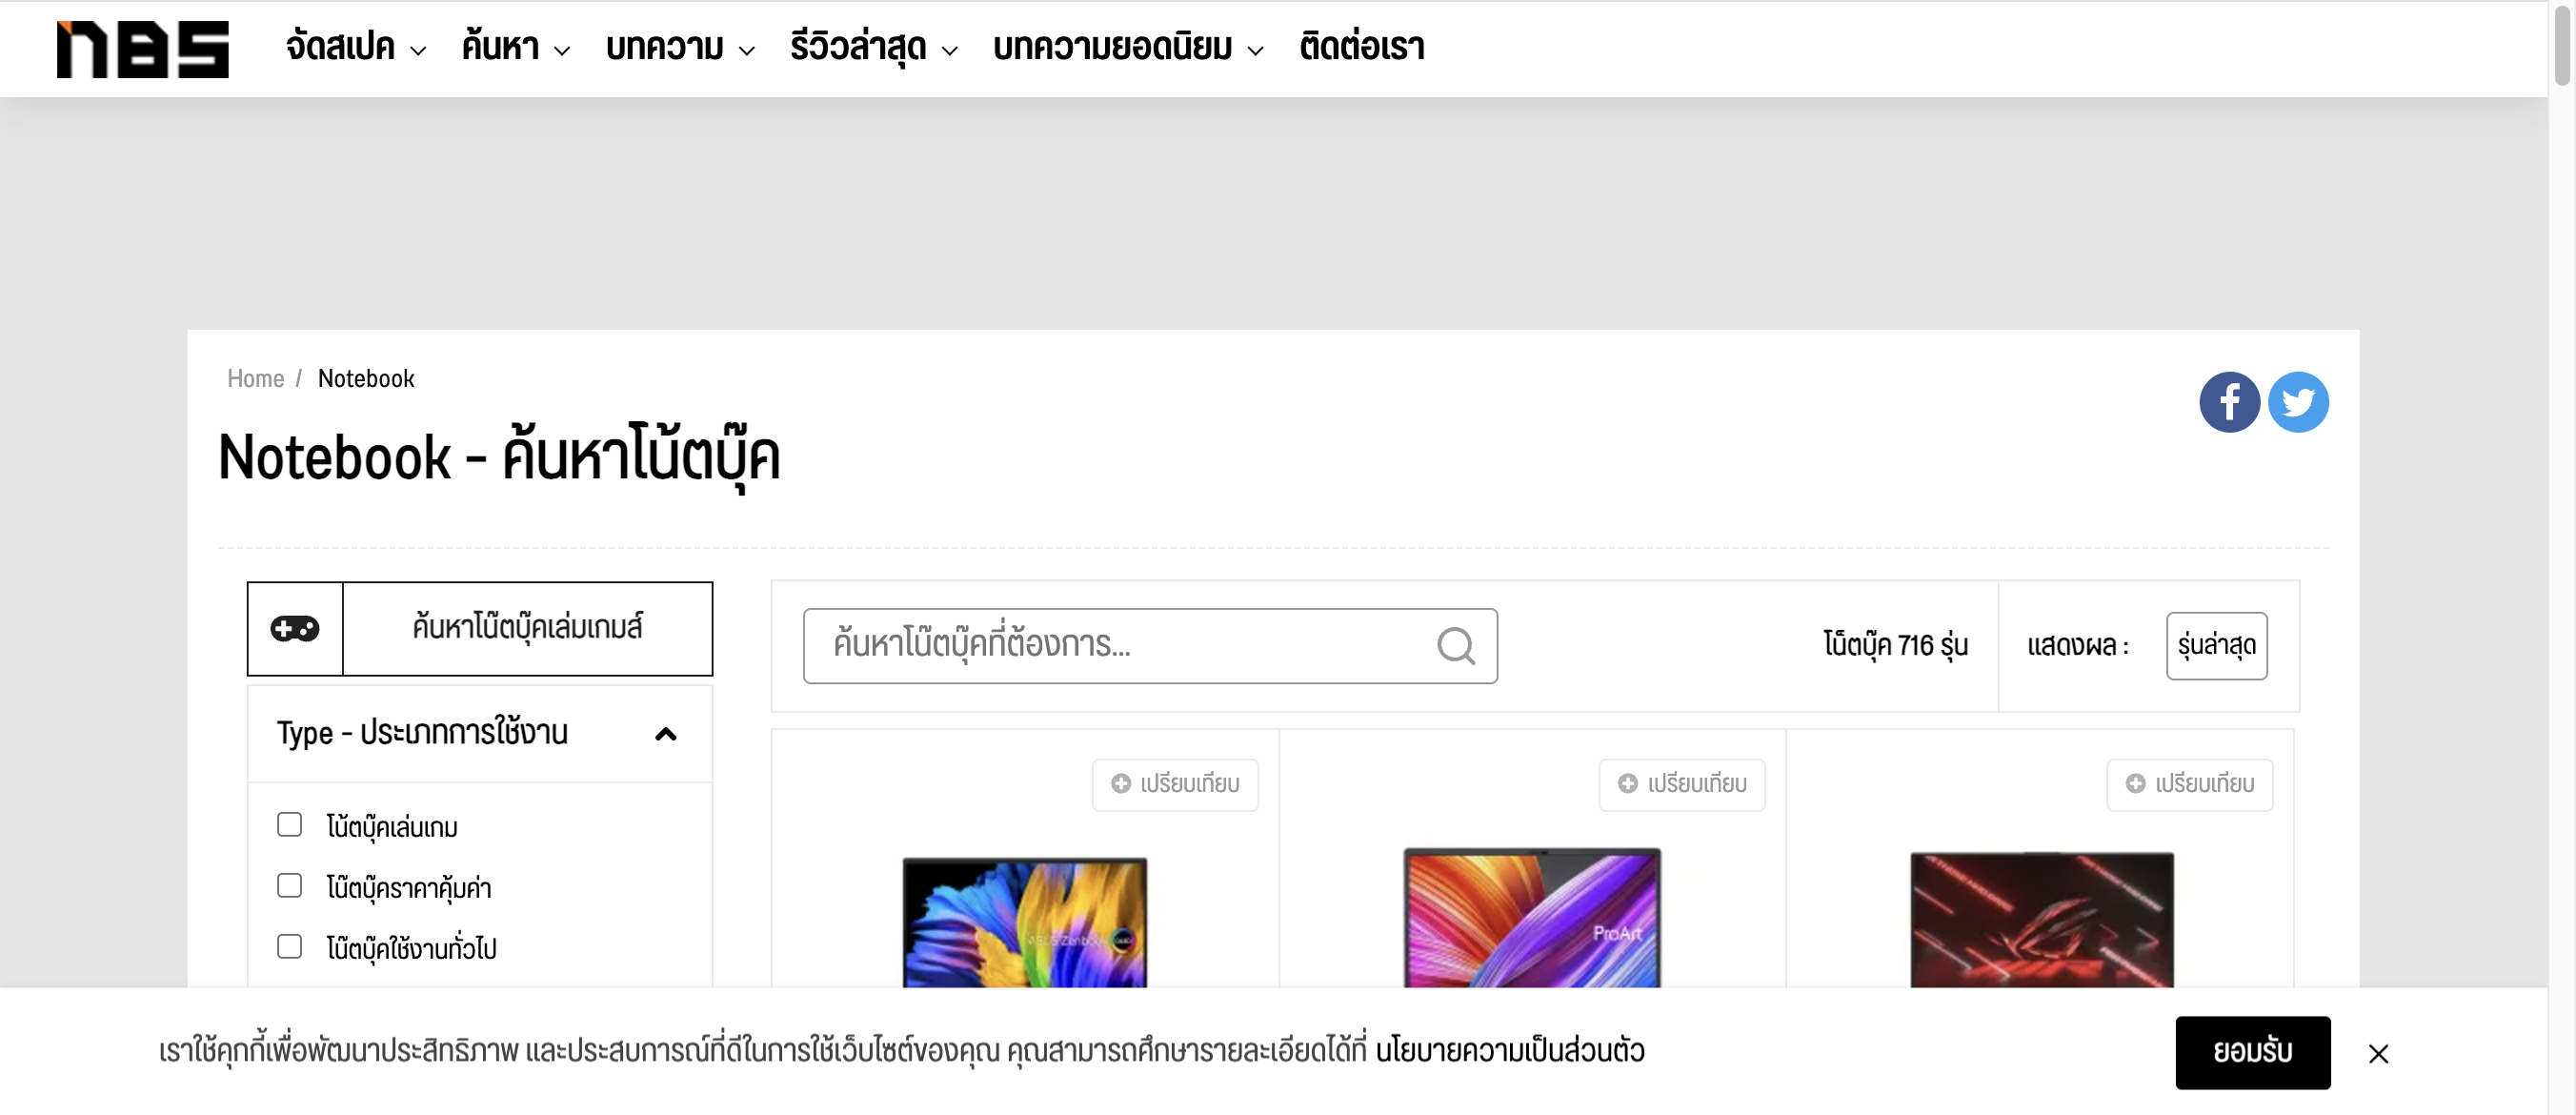 nBS
จัดสเปค ค้นหา บทความ รีวิวล่าสุด บทความยอดนิยม ติดต่อเรา
Home / Notebook
Notebook - ค้นหาโน้ตบุ๊ค
ค้นหาโน๊ตบุ๊คเล่มเกมส์
ค้นหาโน๊ตบุ๊คที่ต้องการ...
โน็ตบุ๊ค 716 รุ่น
แสดงผล :
รุ่นล่าสุด
Type - ประเภทการใช้งาน
โน้ตบุ๊คเล่นเกม
โน๊ตบุ๊คราคาคุ้มค่า
โน๊ตบุ๊คใช้งานทั่วไป
เปรียบเทียบ
เปรียบเทียบ
เปรียบเทียบ
ASUS Zenbook
ProArt
เราใช้คุกกี้เพื่อพัฒนาประสิทธิภาพ และประสบการณ์ที่ดีในการใช้เว็บไซต์ของคุณ คุณสามารถศึกษารายละเอียดได้ที่ นโยบายความเป็นส่วนตัว
ยอมรับ